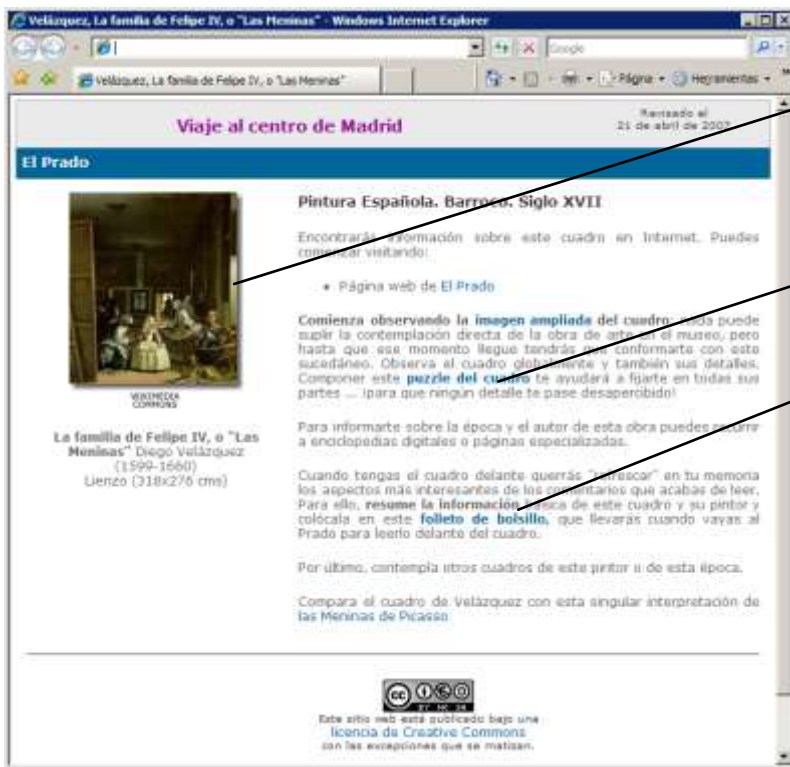 Velázquez, La familia de Felipe IV, o "Las Meninas" - Windows Internet Explorer
Google
Velázquez, La familia de Felipe IV, o "Las Meninas"
Página
Herramientas
Viaje al centro de Madrid
Revisado el
21 de abril de 2007
El Prado
Pintura Española. Barroco. Siglo XVII
Encontrarás información sobre este cuadro en Internet. Puedes
comenzar visitando:
• Página web de El Prado
Comienza observando la imagen ampliada del cuadro: nada puede
suplir la contemplación directa de la obra de arte en el museo, pero
hasta que ese momento llegue tendrás que conformarte con este
sucedáneo. Observa el cuadro globalmente y también sus detalles.
Componer este puzzle del cuadro te ayudará a fijarte en todas sus
partes ... ¡para que ningún detalle te pase desapercibido!
WIKIMEDIA
COMMONS
La familia de Felipe IV, o "Las
Meninas" Diego Velázquez
(1599-1660)
Lienzo (318x276 cms)
Para informarte sobre la época y el autor de esta obra puedes recurrir
a enciclopedias digitales o páginas especializadas.
Cuando tengas el cuadro delante querrás "refrescar" en tu memoria
los aspectos más interesantes de los comentarios que acabas de leer.
Para ello, resume la información básica de este cuadro y su pintor y
colócala en este folleto de bolsillo, que llevarás cuando vayas al
Prado para leerlo delante del cuadro.
Por último, contempla otros cuadros de este pintor o de esta época.
Compara el cuadro de Velázquez con esta singular interpretación de
las Meninas de Picasso
cc
BY NC SA
Este sitio web está publicado bajo una
licencia de Creative Commons
con las excepciones que se matizan.